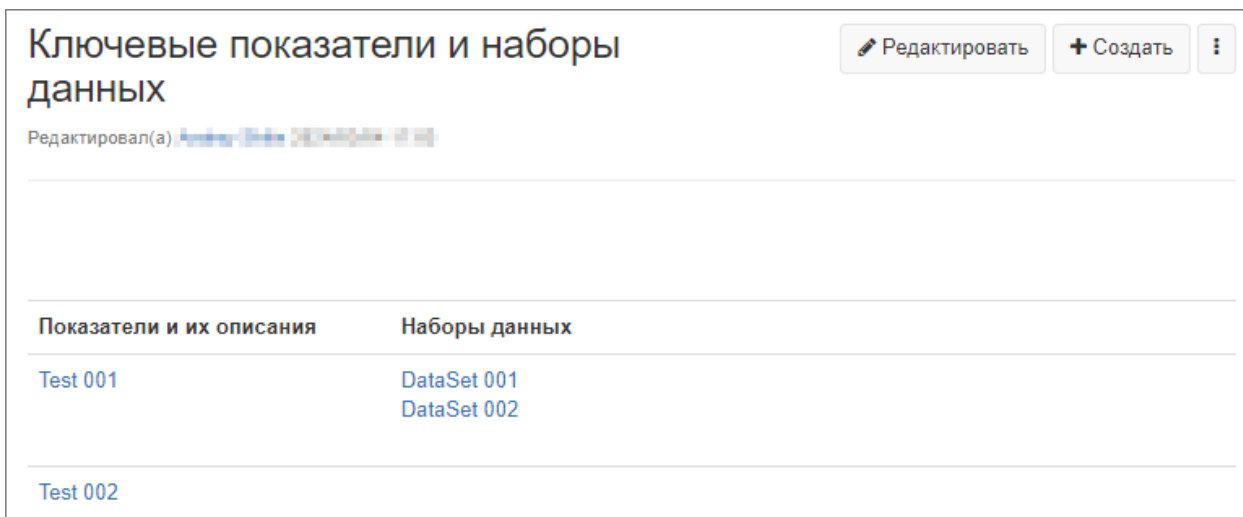 Ключевые показатели и наборы
данных
Редактировать
Создать
Редактировал(а)
Показатели и их описания Наборы данных
Test 001 DataSet 001
DataSet 002
Test 002